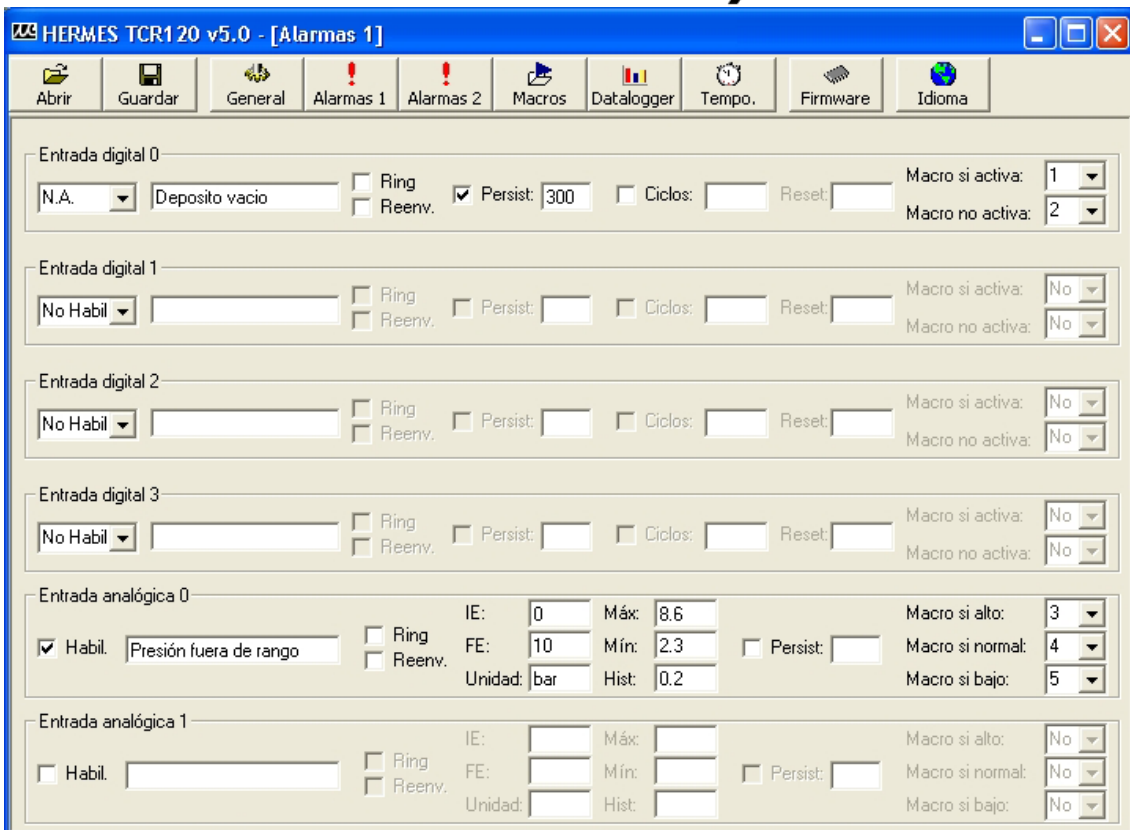 HERMES TCR120 v5.0 - [Alarmas 1]
Abrir Guardar General Alarmas 1 Alarmas 2 Macros Datalogger Tempo. Firmware Idioma
Entrada digital 0
N.A. Deposito vacio Ring Reenv. Persist: 300 Ciclos: Reset: Macro si activa: 1
Macro no activa: 2
Entrada digital 1
No Habil Ring Reenv. Persist: Ciclos: Reset: Macro si activa: No
Macro no activa: No
Entrada digital 2
No Habil Ring Reenv. Persist: Ciclos: Reset: Macro si activa: No
Macro no activa: No
Entrada digital 3
No Habil Ring Reenv. Persist: Ciclos: Reset: Macro si activa: No
Macro no activa: No
Entrada analógica 0
IE: 0 Máx: 8.6 Macro si alto: 3
Habil. Presión fuera de rango Ring Reenv. FE: 10 Mín: 2.3 Persist: Macro si normal: 4
Unidad: bar Hist: 0.2 Macro si bajo: 5
Entrada analógica 1
IE: Máx: Macro si alto: No
Habil. Ring Reenv. FE: Mín: Persist: Macro si normal: No
Unidad: Hist: Macro si bajo: No